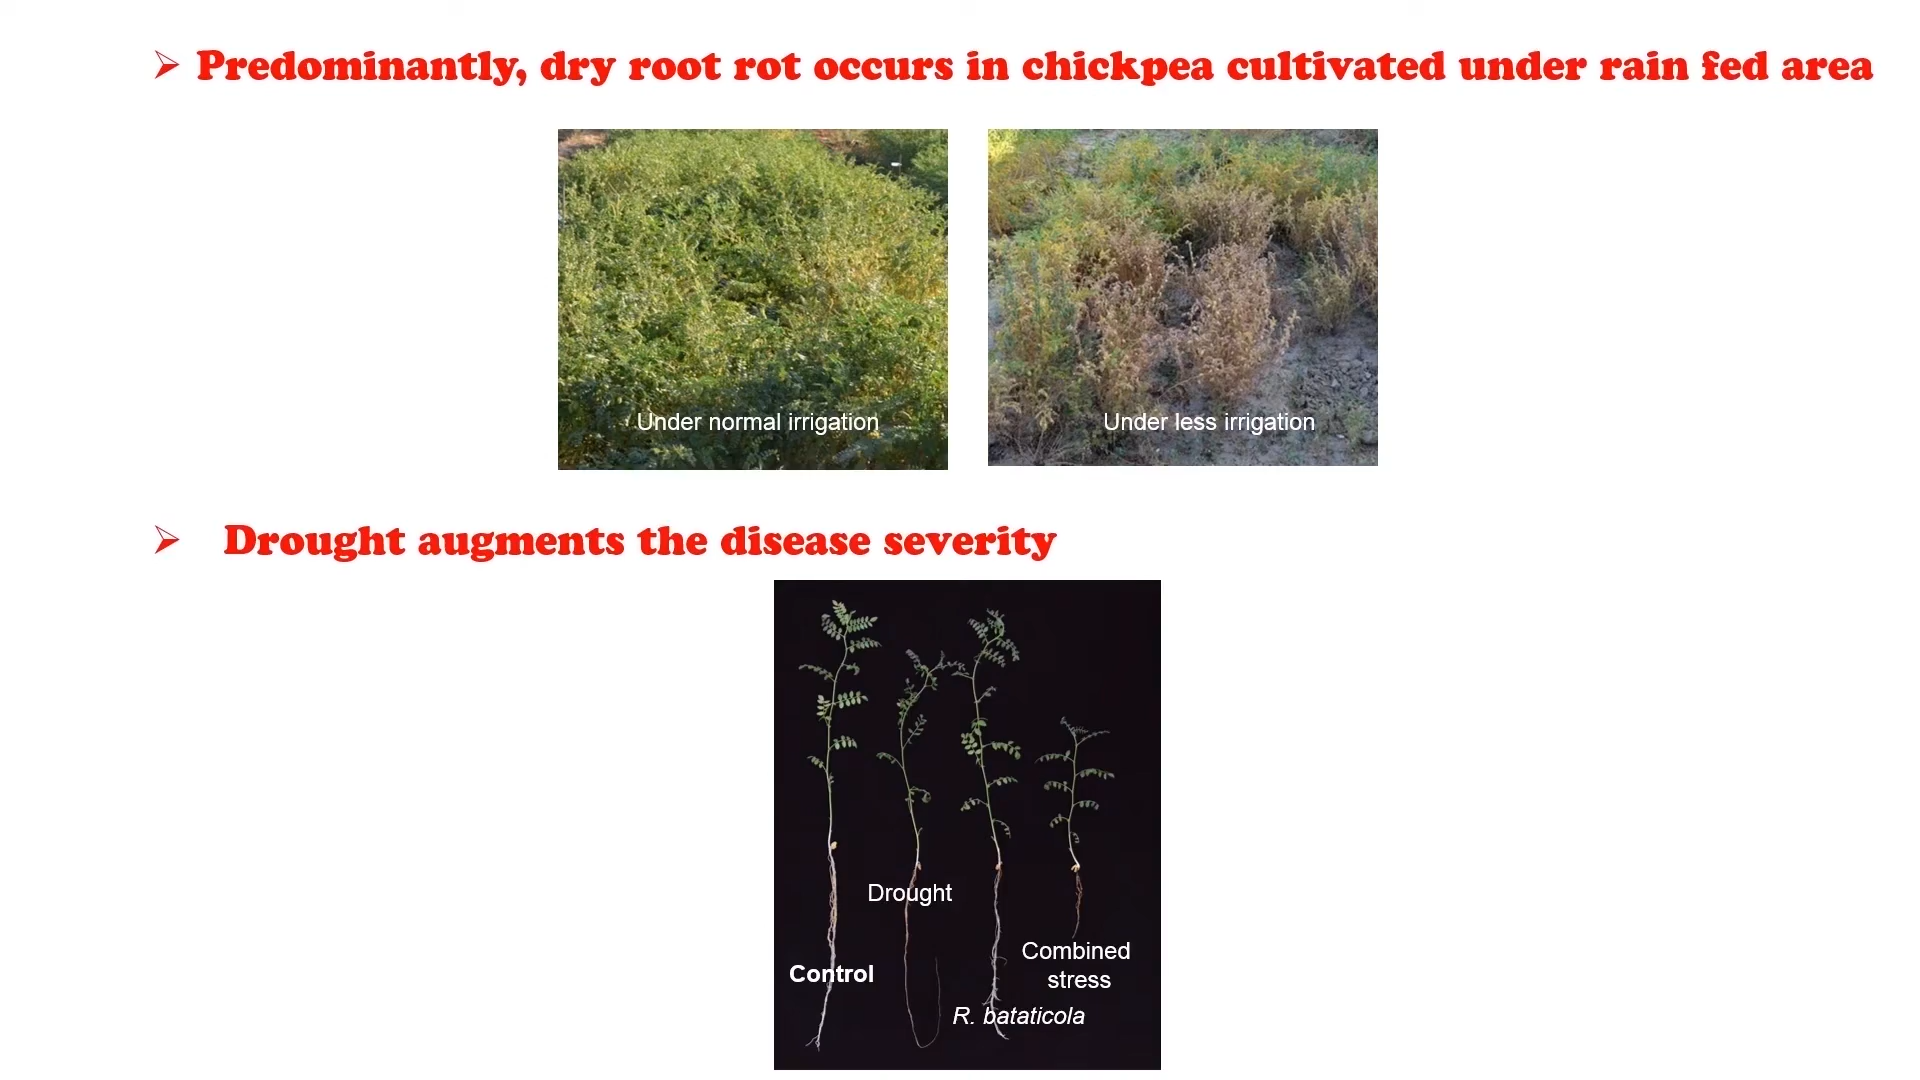 Predominantly, dry root rot occurs in chickpea cultivated under rain fed area
Under normal irrigation
Under less irrigation
Drought augments the disease severity
Drought
Combined
stress
Control
R. bataticola